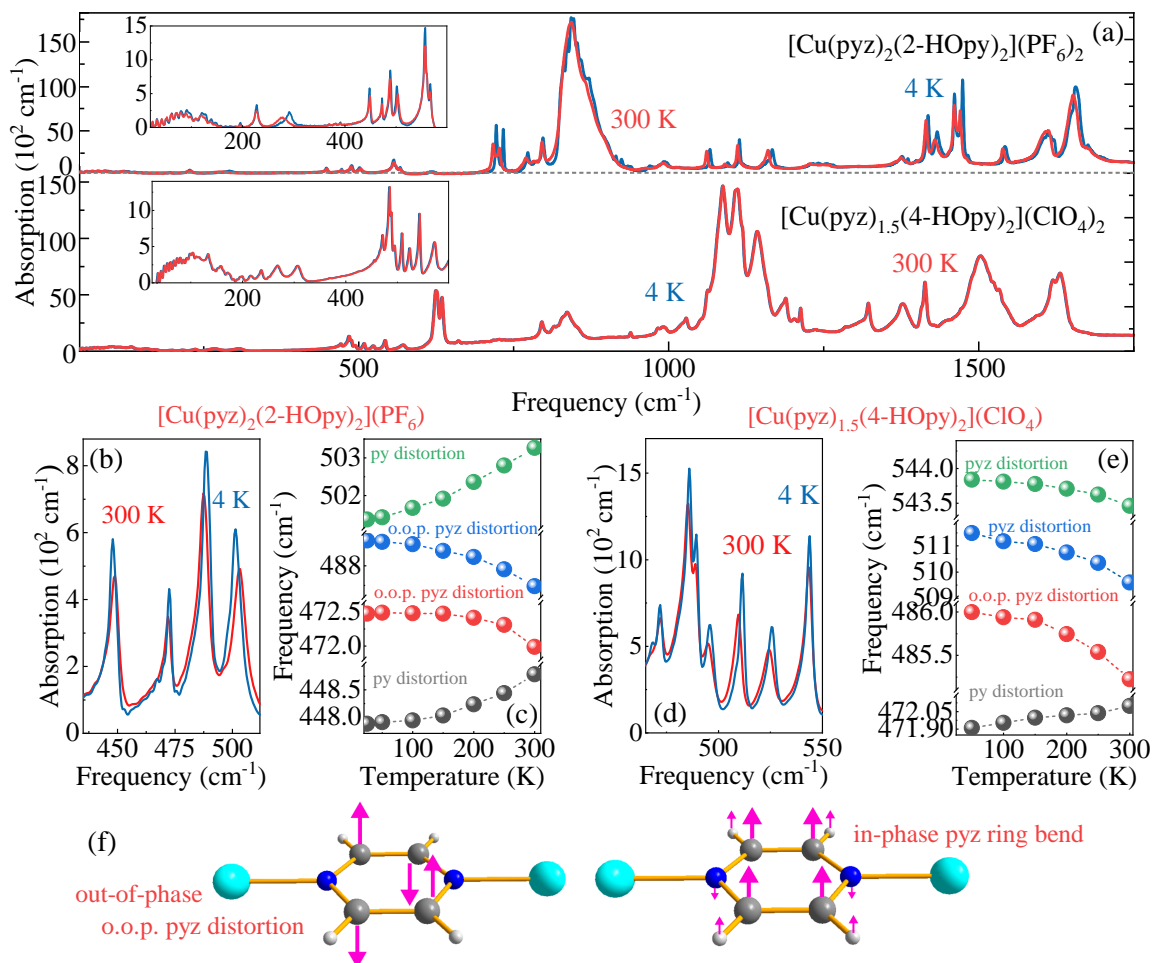 (a)
[Cu(pyz)₂(2-HOpy)₂](PF₆)₂
4 K
300 K
Absorption (10² cm⁻¹)
150
100
50
0
15
10
5
0
200
400
[Cu(pyz)₁.₅(4-HOpy)₂](ClO₄)₂
300 K
4 K
Absorption (10² cm⁻¹)
150
100
50
0
10
5
0
200
400
500
1000
1500
Frequency (cm⁻¹)
[Cu(pyz)₂(2-HOpy)₂](PF₆)
[Cu(pyz)₁.₅(4-HOpy)₂](ClO₄)
(b)
300 K
4 K
Absorption (10² cm⁻¹)
8
6
4
2
0
450
475
500
Frequency (cm⁻¹)
py distortion
o.o.p. pyz distortion
o.o.p. pyz distortion
py distortion
(c)
Frequency (cm⁻¹)
503
502
488
472.5
472.0
448.5
448.0
100
200
300
Temperature (K)
4 K
300 K
(d)
Absorption (10² cm⁻¹)
15
10
5
0
500
550
Frequency (cm⁻¹)
(e)
pyz distortion
pyz distortion
o.o.p. pyz distortion
py distortion
Frequency (cm⁻¹)
544.0
543.5
511
510
509
486.0
485.5
472.05
471.90
100
200
300
Temperature (K)
(f)
out-of-phase
o.o.p. pyz distortion
in-phase pyz ring bend